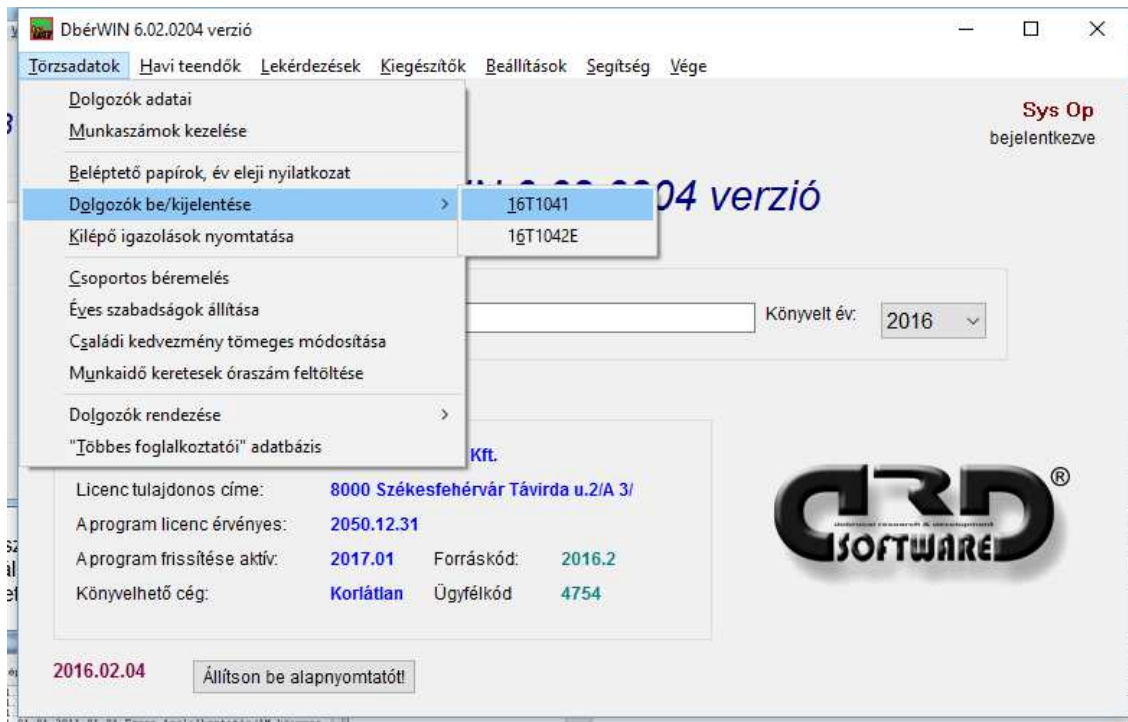 DbérWIN 6.02.0204 verzió
Törzsadatok Havi teendők Lekérdezések Kiegészítők Beállítások Segítség Vége
Dolgozók adatai
Munkaszámok kezelése
Beléptető papírok, év eleji nyilatkozat
Dolgozók be/kijelentése
Kilépő igazolások nyomtatása
Csoportos béremelés
Éves szabadságok állítása
Családi kedvezmény tömeges módosítása
Munkaidő keretesek óraszám feltöltése
Dolgozók rendezése
"Többes foglalkoztatói" adatbázis
16T1041
16T1042E
Sys Op
bejelentkezve
04 verzió
Könyvelt év: 2016
Kft.
Licenc tulajdonos címe: 8000 Székesfehérvár Távirda u.2/A 3/
A program licenc érvényes: 2050.12.31
A program frissítése aktív: 2017.01 Forráskód: 2016.2
Könyvelhető cég: Korlátlan Ügyfélkód 4754
DRD ®
debreczai research & development
SOFTWARE
2016.02.04 Állítson be alapnyomtatót!